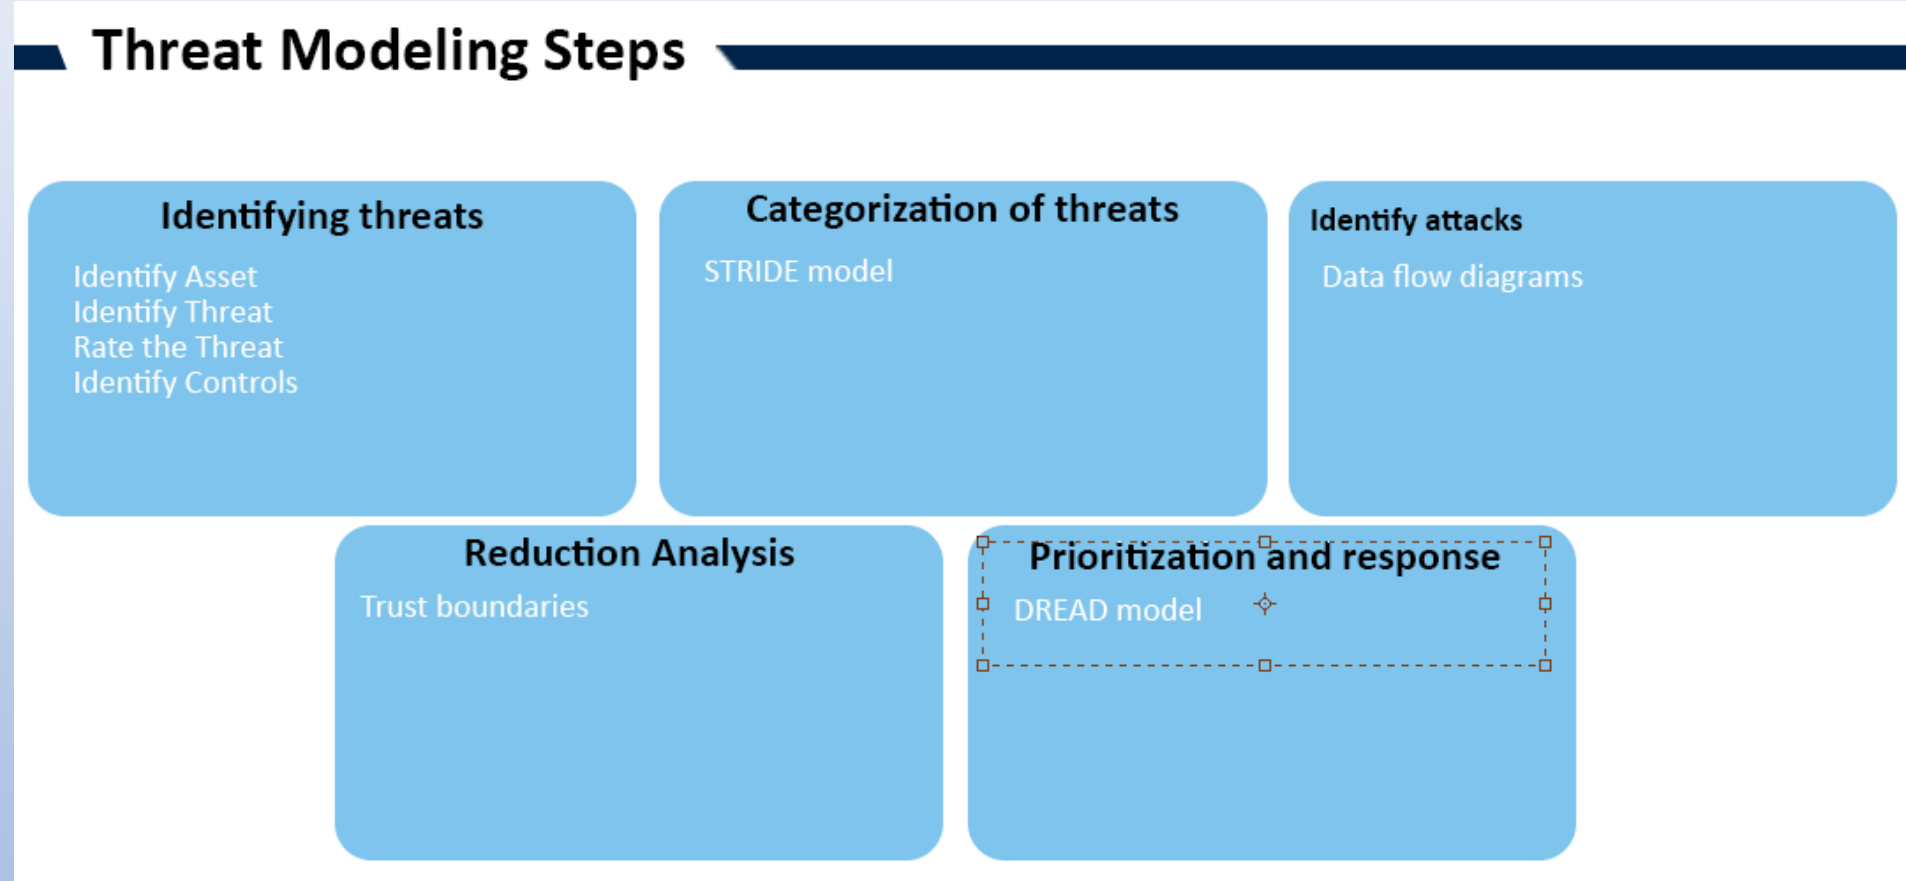 Threat Modeling Steps
Identifying threats
Identify Asset
Identify Threat
Rate the Threat
Identify Controls
Categorization of threats
STRIDE model
Identify attacks
Data flow diagrams
Reduction Analysis
Trust boundaries
Prioritization and response
DREAD model